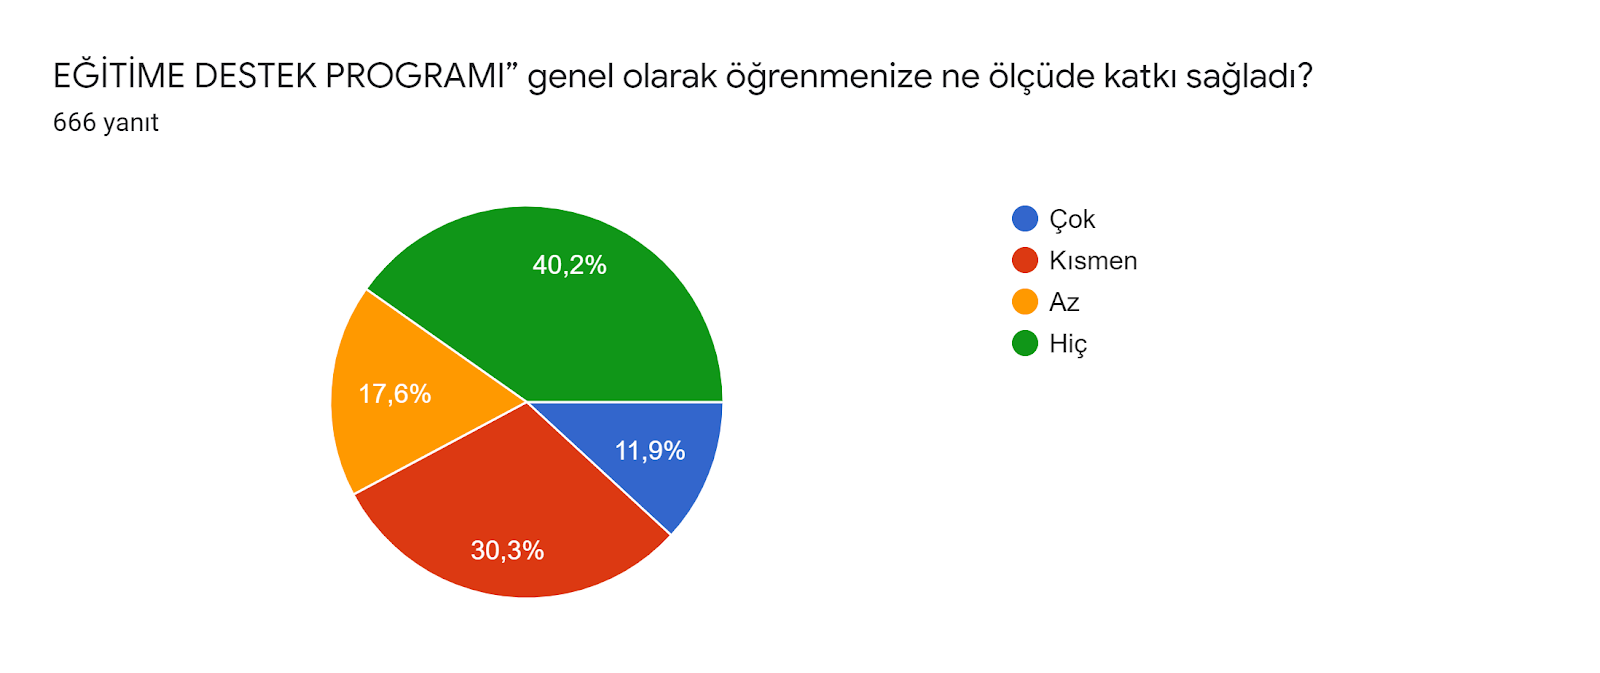 EĞİTİME DESTEK PROGRAMI” genel olarak öğrenmenize ne ölçüde katkı sağladı?
666 yanıt
40,2%
17,6%
11,9%
30,3%
Çok
Kısmen
Az
Hiç